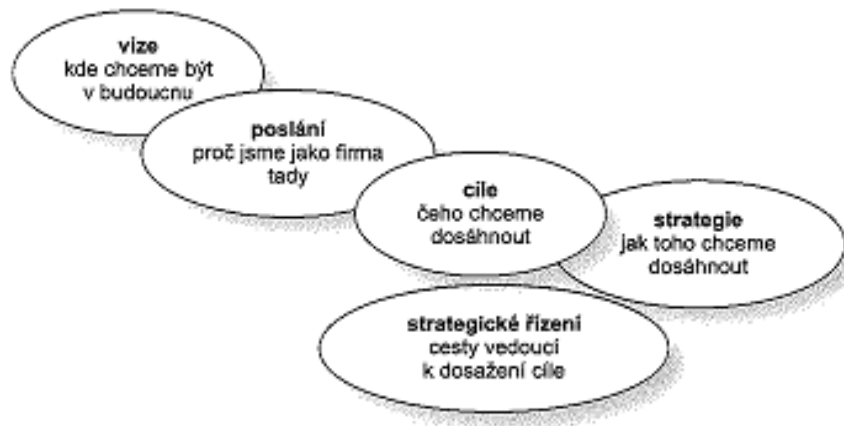 vize
kde chceme být
v budoucnu
poslání
proč jsme jako firma
tady
cíle
čeho chceme
dosáhnout
strategie
jak toho chceme
dosáhnout
strategické řízení
cesty vedoucí
k dosažení cíle